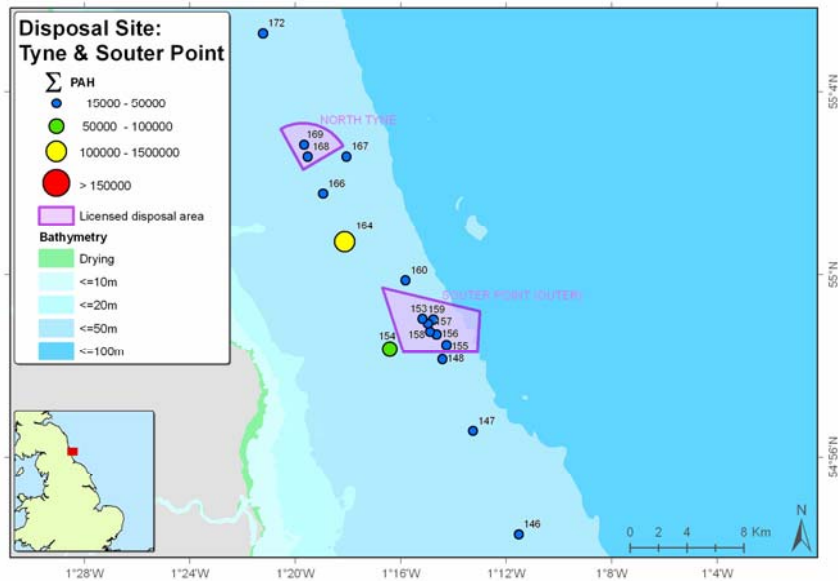 Disposal Site:
Tyne & Souter Point
Σ PAH
15000 - 50000
50000 - 100000
100000 - 1500000
> 150000
Licensed disposal area
Bathymetry
Drying
<=10m
<=20m
<=50m
<=100m
172
NORTH TYNE
169
168
167
166
164
160
SOUTER POINT (OUTER)
153
159
157
158
156
154
155
148
147
146
N
0 2 4 8 Km
55°4'
55°N
54°56'N
1°28'W
1°24'W
1°20'W
1°16'W
1°12'W
1°8'W
1°4'W